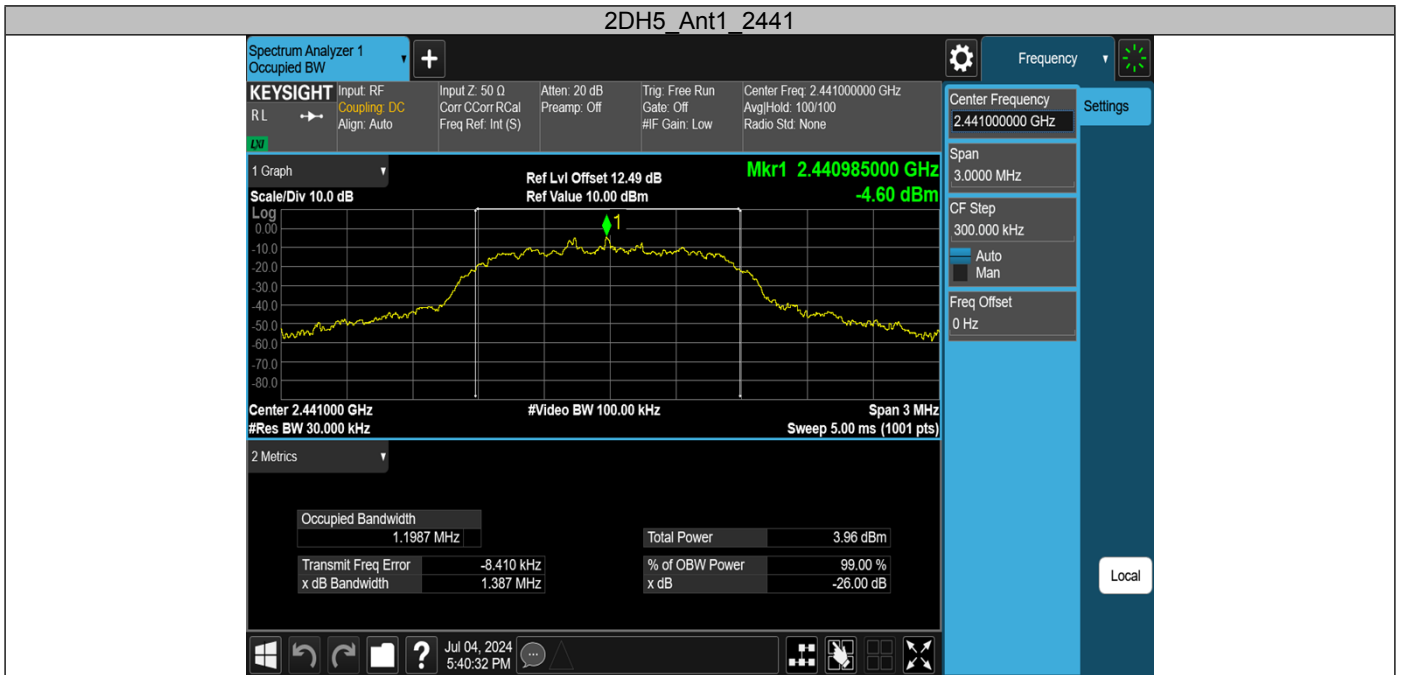 2DH5_Ant1_2441
Spectrum Analyzer 1
Occupied BW
+
Frequency
KEYSIGHT
RL
LXI
Input: RF
Coupling: DC
Align: Auto
Input Z: 50 Ω
Corr CCorr RCal
Freq Ref: Int (S)
Atten: 20 dB
Preamp: Off
Trig: Free Run
Gate: Off
#IF Gain: Low
Center Freq: 2.441000000 GHz
Avg|Hold: 100/100
Radio Std: None
Center Frequency
2.441000000 GHz
Settings
Span
3.0000 MHz
CF Step
300.000 kHz
Auto
Man
Freq Offset
0 Hz
Local
1 Graph
Scale/Div 10.0 dB
Ref Lvl Offset 12.49 dB
Ref Value 10.00 dBm
Mkr1 2.440985000 GHz
-4.60 dBm
Log
0.00
-10.0
-20.0
-30.0
-40.0
-50.0
-60.0
-70.0
-80.0
1
Center 2.441000 GHz
#Res BW 30.000 kHz
#Video BW 100.00 kHz
Span 3 MHz
Sweep 5.00 ms (1001 pts)
2 Metrics
Occupied Bandwidth
1.1987 MHz
Total Power 3.96 dBm
Transmit Freq Error -8.410 kHz
% of OBW Power 99.00 %
x dB Bandwidth 1.387 MHz
x dB -26.00 dB
?
Jul 04, 2024
5:40:32 PM